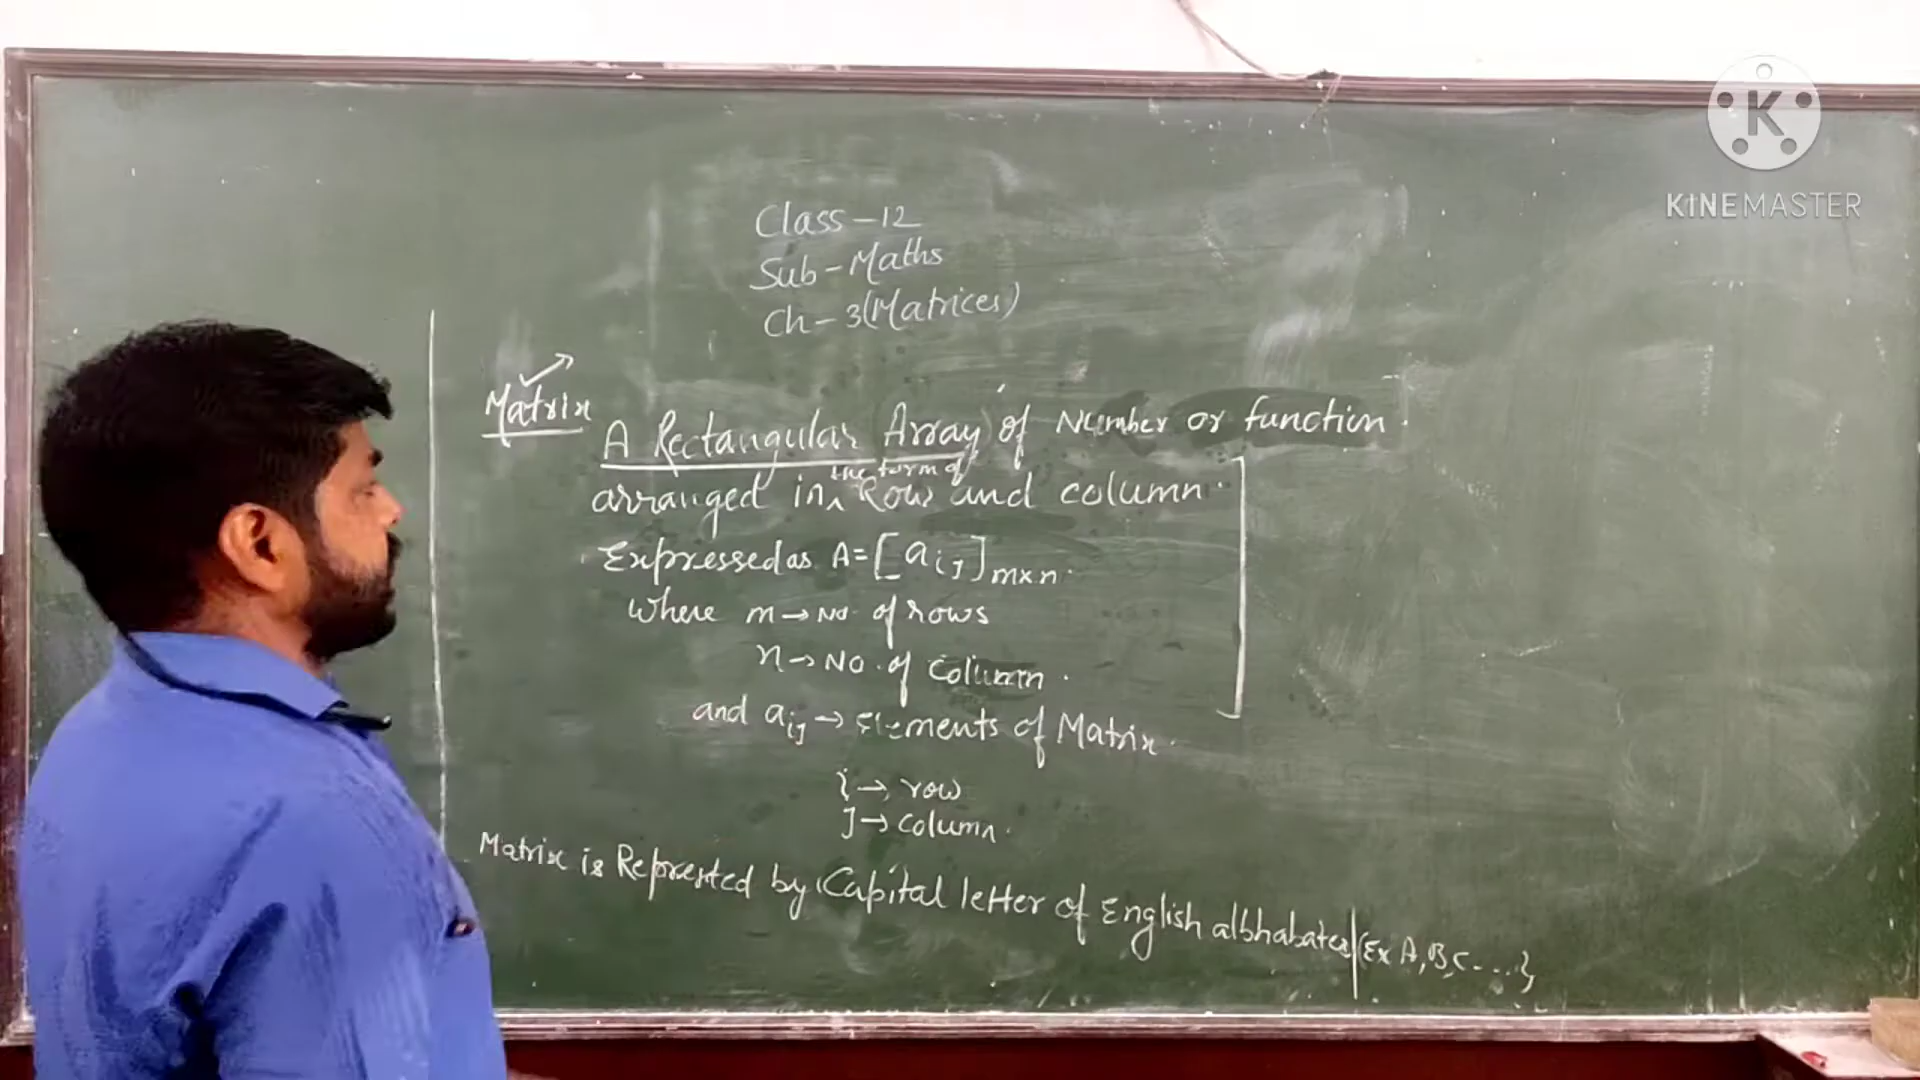 K
KINEMASTER
Class-12
Sub-Maths
Ch-3(Matrices)
Matrix
A Rectangular Array of Number or function.
the form of
arranged in ^ Row and column.
Expressed as A=[aij]m×n.
Where m→No. of rows
n→No. of Column.
and aij→Elements of Matrix.
i→row
J→column.
Matrix is Represted by Capital letter of English albhabates (Ex A,B,C....}